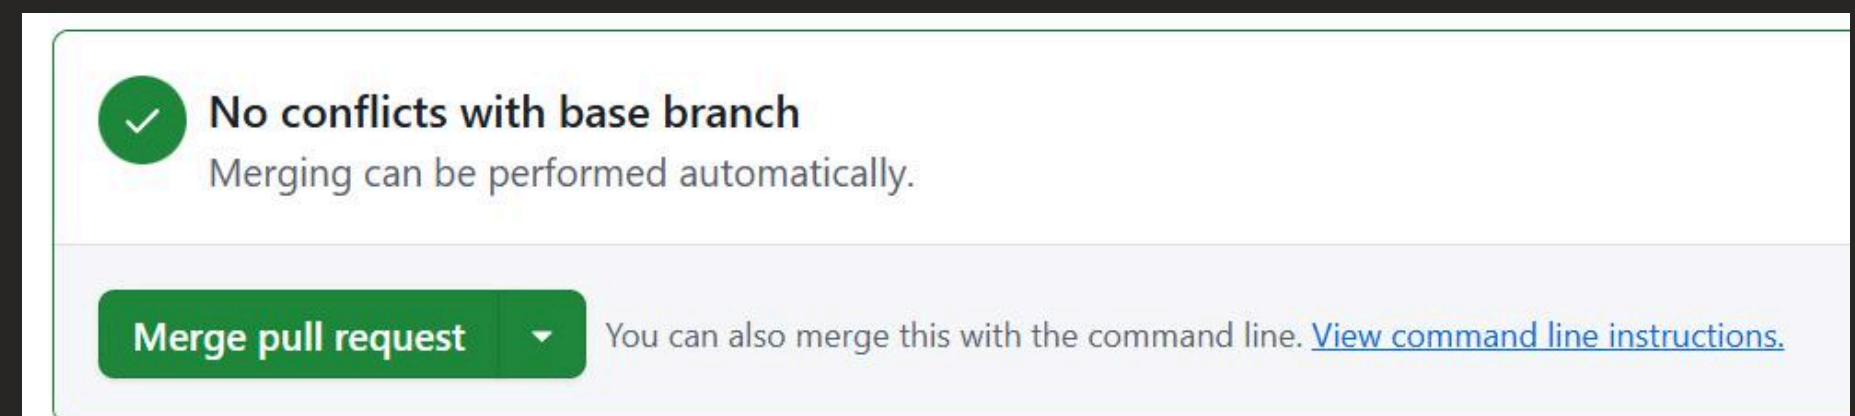 No conflicts with base branch
Merging can be performed automatically.
Merge pull request
You can also merge this with the command line. View command line instructions.